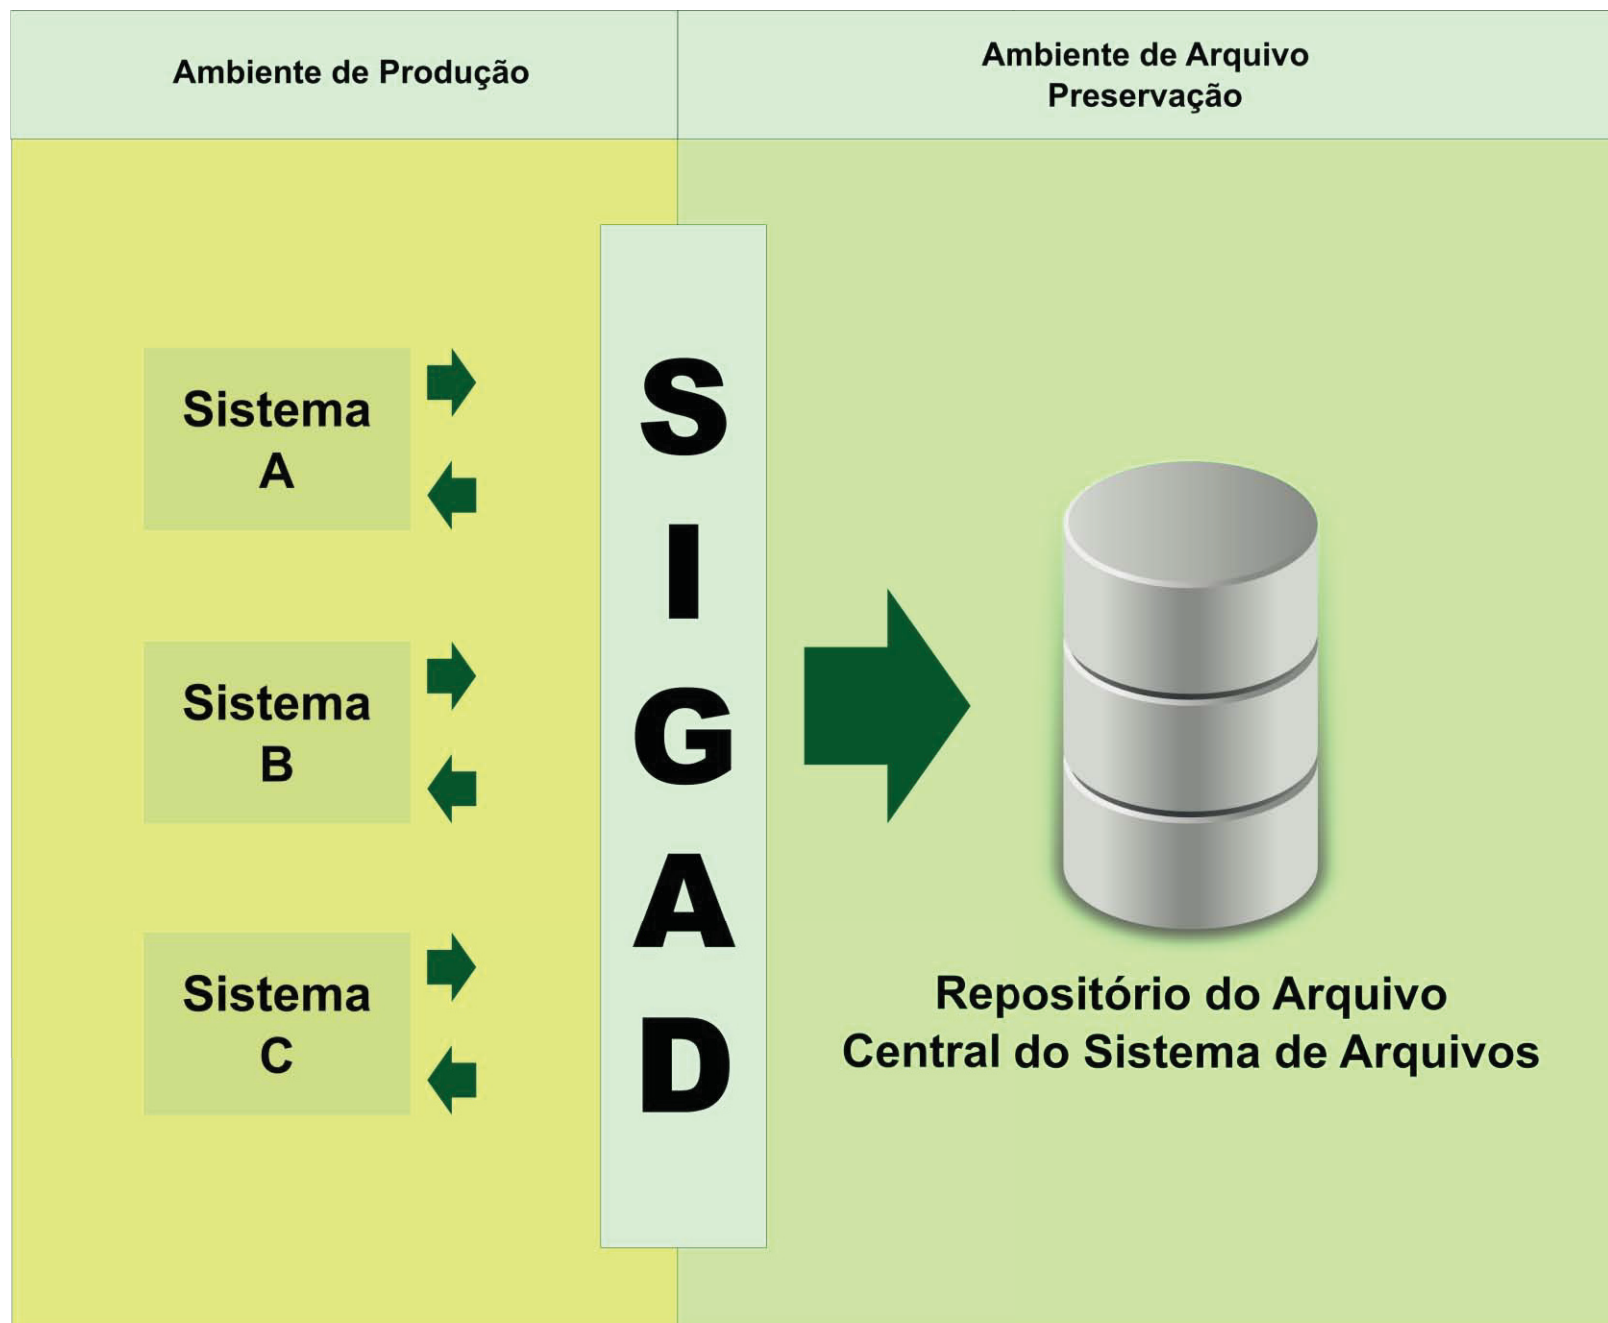 Ambiente de Produção
Ambiente de Arquivo
Preservação
Sistema
A
Sistema
B
Sistema
C
S
I
G
A
D
Repositório do Arquivo
Central do Sistema de Arquivos